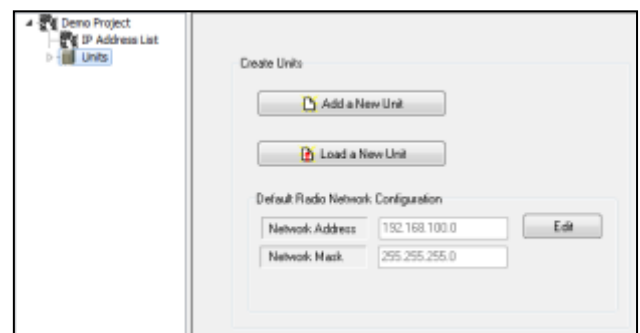 Demo Project
IP Address List
Units
Create Units
Add a New Unit
Load a New Unit
Default Radio Network Configuration
Network Address 192.168.100.0 Edit
Network Mask 255.255.255.0